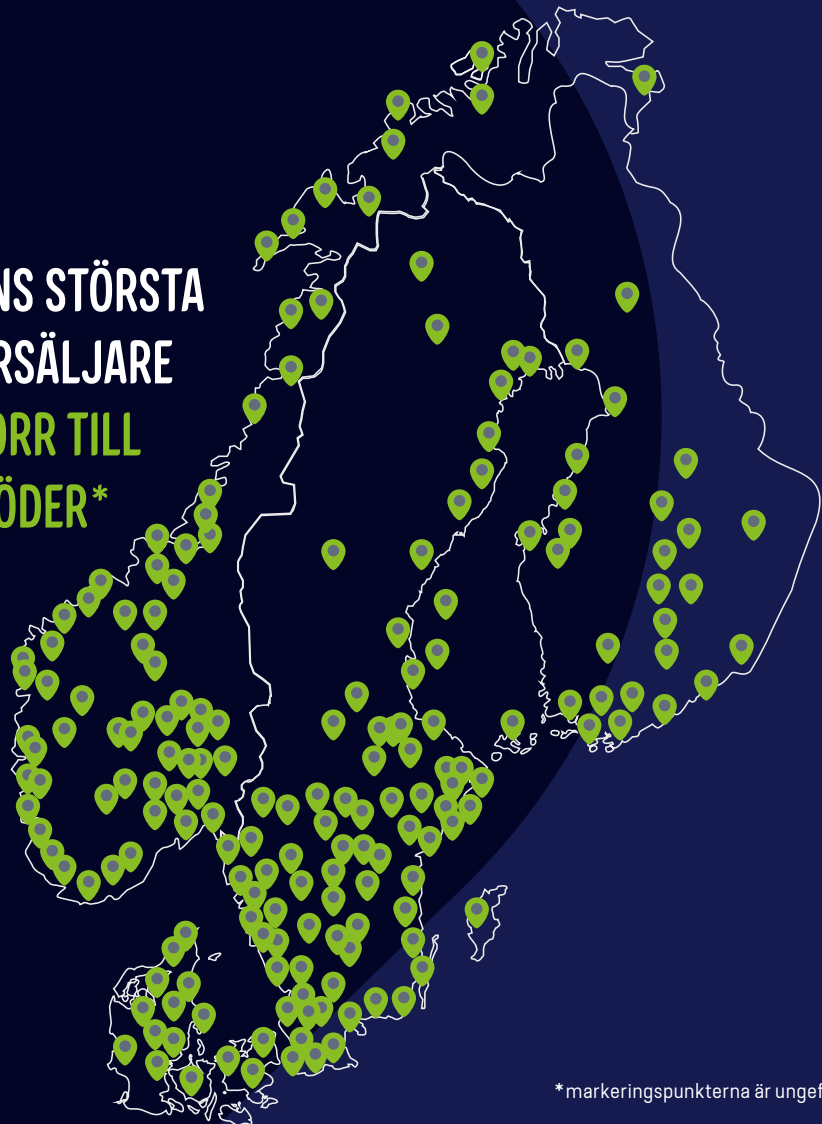 NS STÖRSTA
RSÄLJARE
ORR TILL
ÖDER*
*markeringspunkterna är ungef